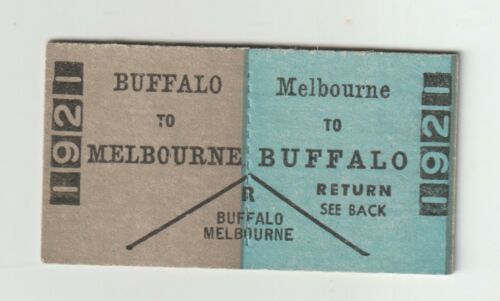 1921
BUFFALO
TO
MELBOURNE
Melbourne
TO
BUFFALO
RETURN
SEE BACK
R
BUFFALO
MELBOURNE
1921